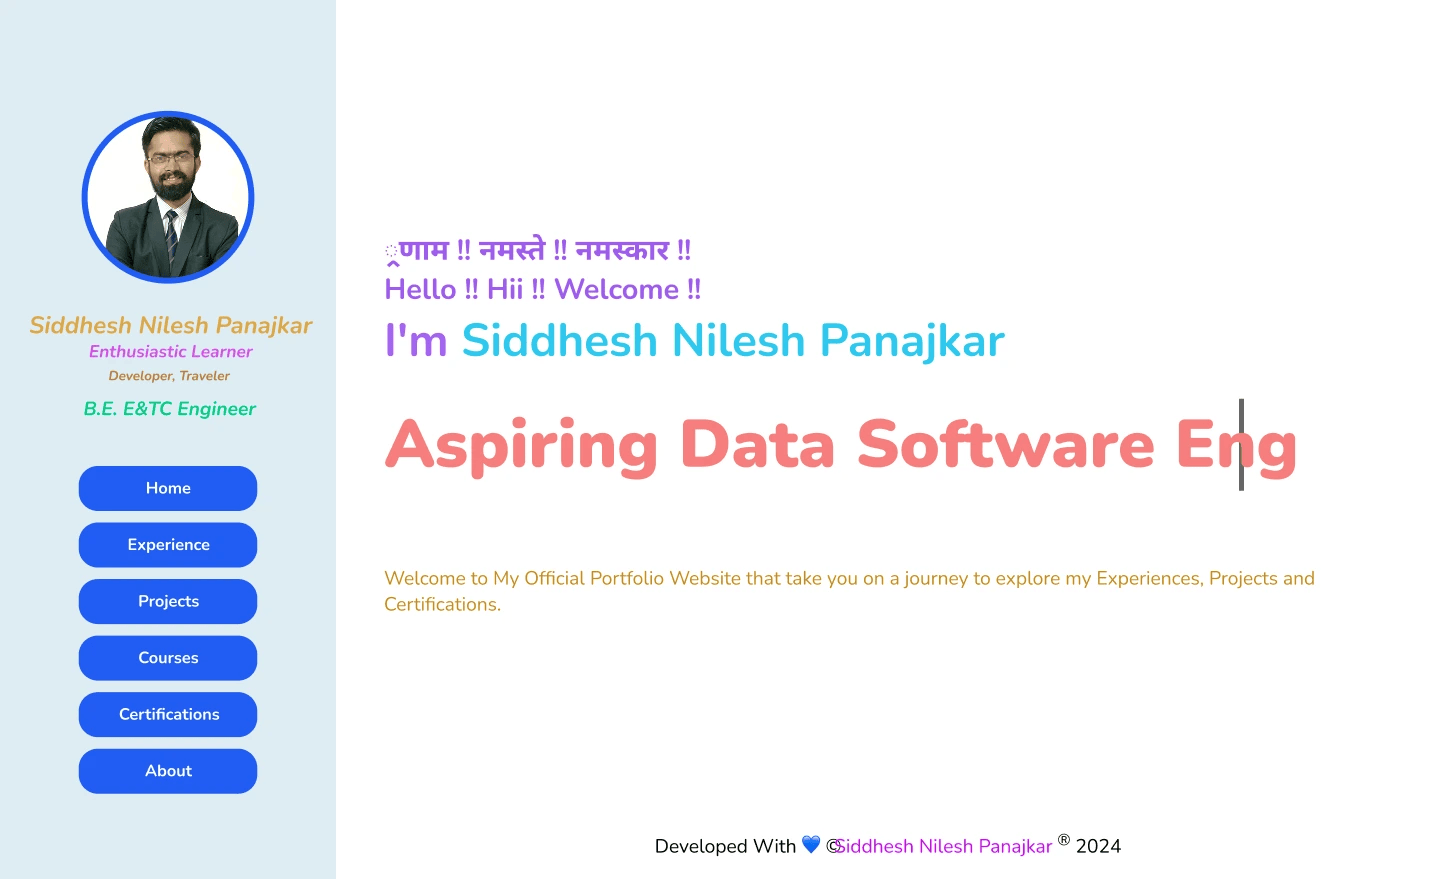 Siddhesh Nilesh Panajkar
Enthusiastic Learner
Developer, Traveler
B.E. E&TC Engineer
Home
Experience
Projects
Courses
Certifications
About
्रणाम !! नमस्ते !! नमस्कार !!
Hello !! Hii !! Welcome !!
I'm Siddhesh Nilesh Panajkar
Aspiring Data Software Eng
Welcome to My Official Portfolio Website that take you on a journey to explore my Experiences, Projects and
Certifications.
Developed With 💙 ©Siddhesh Nilesh Panajkar ® 2024